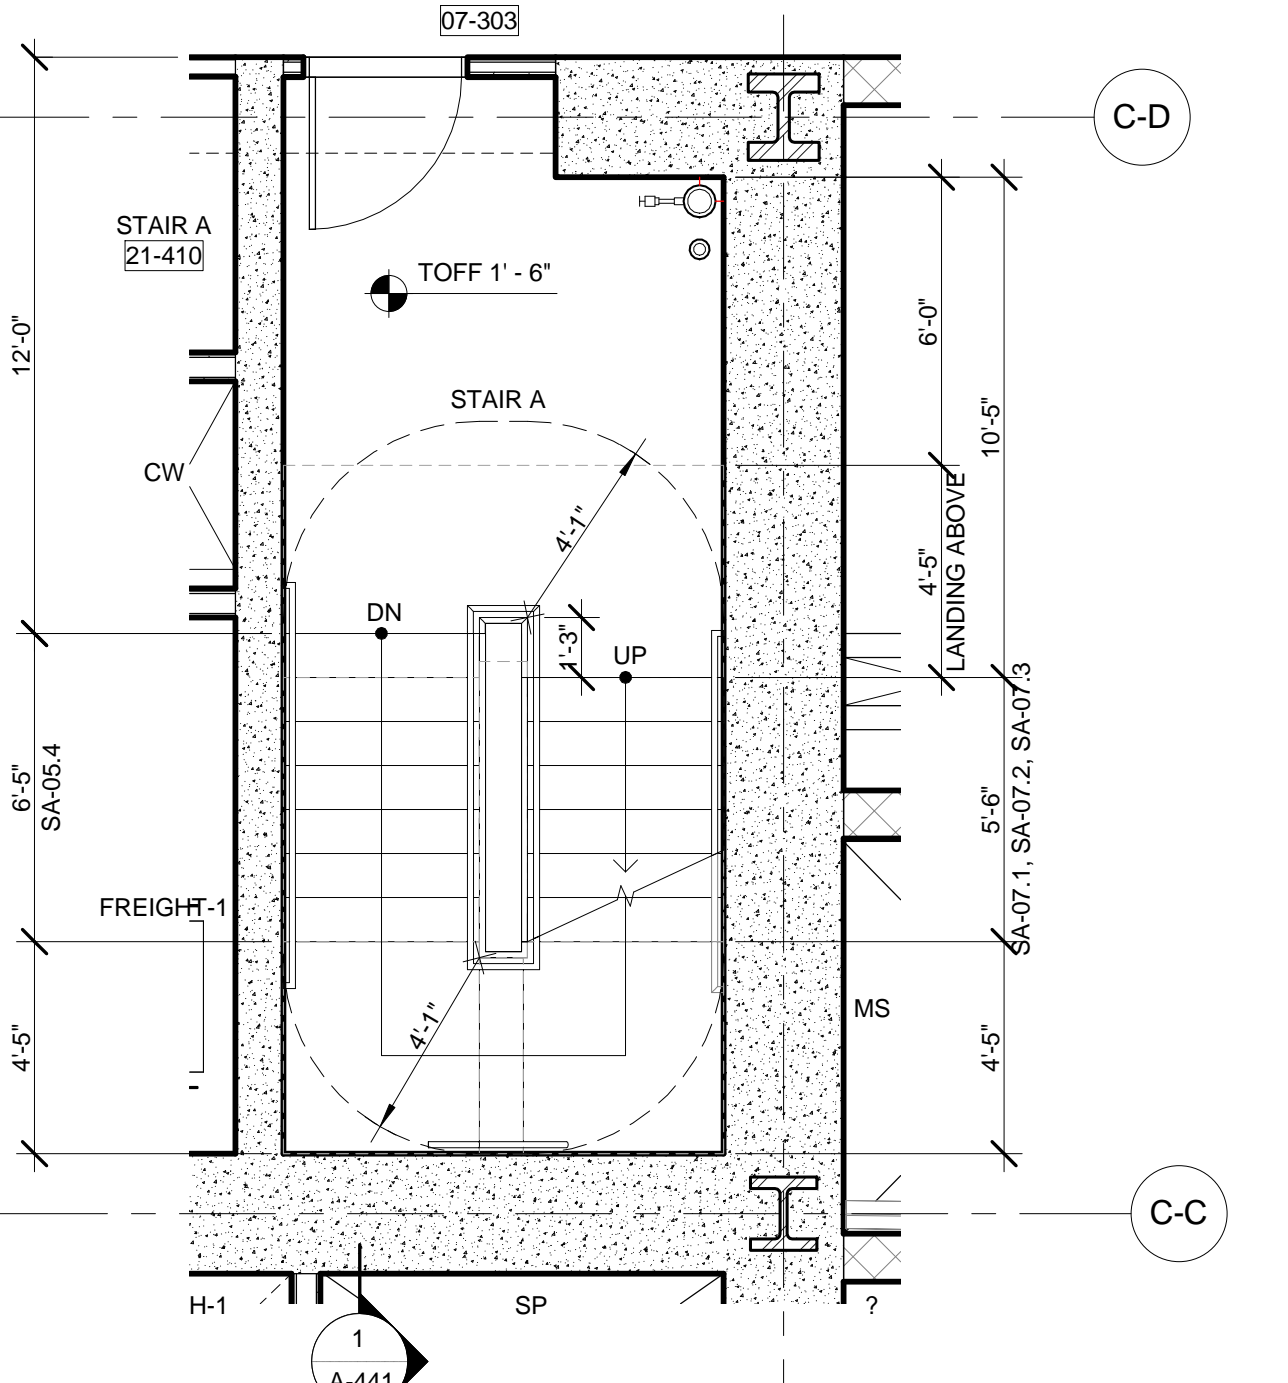 07-303
C-D
STAIR A
21-410
TOFF 1' - 6"
12'-0"
6'-0"
10'-5"
STAIR A
CW
4'-1"
4'-5"
LANDING ABOVE
DN
1'-3"
UP
6'-5"
SA-05.4
5'-6"
SA-07.1, SA-07.2, SA-07.3
FREIGHT-1
MS
4'-5"
4'-1"
4'-5"
C-C
H-1
SP
?
1
A-441